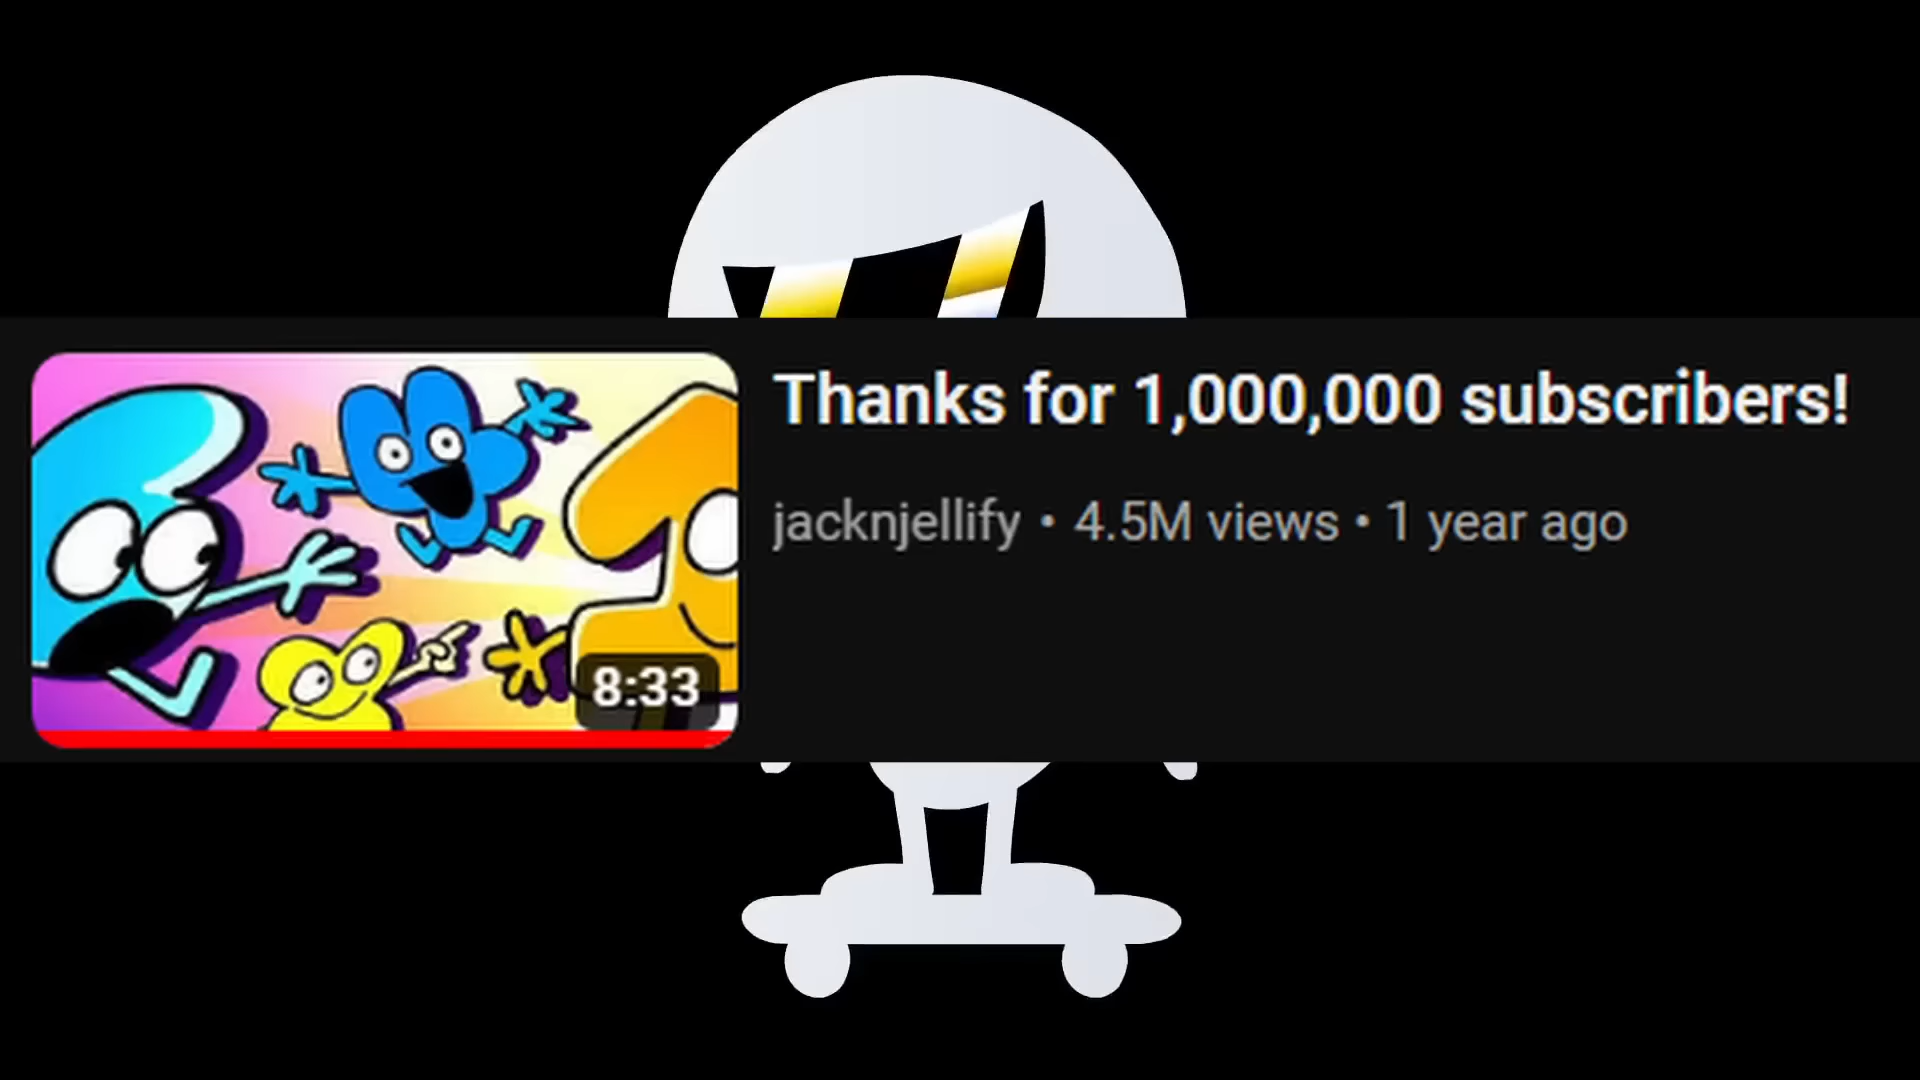 Thanks for 1,000,000 subscribers!
jacknjellify • 4.5M views • 1 year ago
8:33